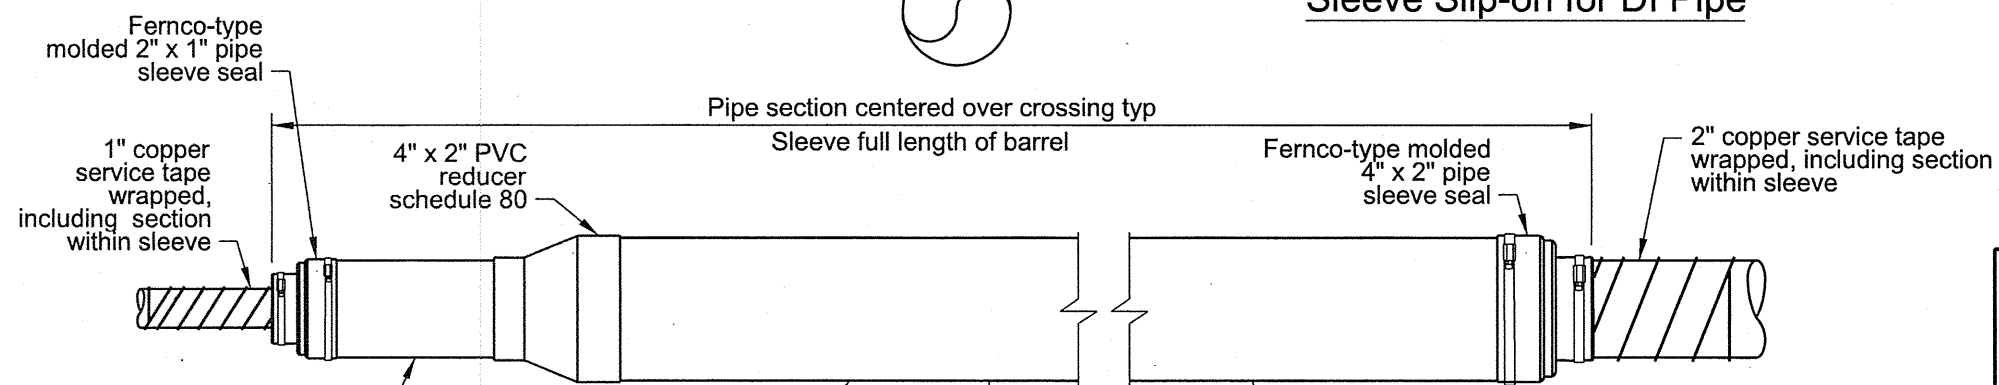 Sleeve Slip-on for DI Pipe
Fernco-type
molded 2" x 1" pipe
sleeve seal
Pipe section centered over crossing typ
Sleeve full length of barrel
1" copper
service tape
wrapped,
including section
within sleeve
4" x 2" PVC
reducer
schedule 80
Fernco-type molded
4" x 2" pipe
sleeve seal
2" copper service tape
wrapped, including section
within sleeve